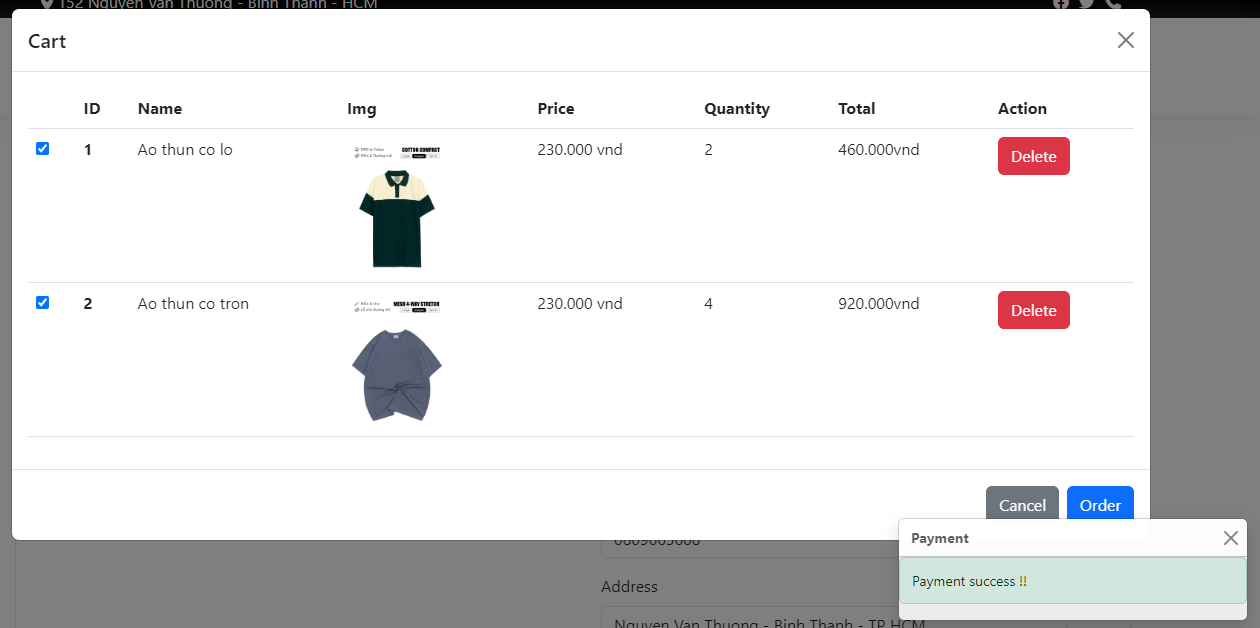 152 Nguyen Van Thuong - Binh Thanh - HCM
Cart
ID Name Img Price Quantity Total Action
1 Ao thun co lo 230.000 vnd 2 460.000vnd Delete
COTTON COMPACT
2 Ao thun co tron 230.000 vnd 4 920.000vnd Delete
MESH 4-WAY STRETCH
Cancel Order
Payment
Payment success !!
Address
Nguyen Van Thuong - Binh Thanh - TP HCM